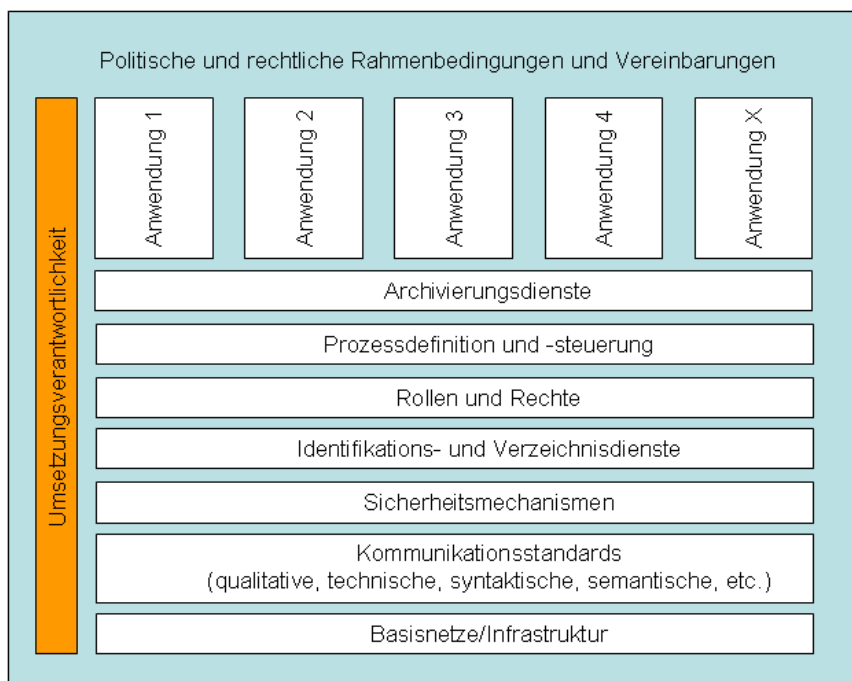 Politische und rechtliche Rahmenbedingungen und Vereinbarungen
Umsetzungsverantwortlichkeit
Anwendung 1
Anwendung 2
Anwendung 3
Anwendung 4
Anwendung X
Archivierungsdienste
Prozessdefinition und -steuerung
Rollen und Rechte
Identifikations- und Verzeichnisdienste
Sicherheitsmechanismen
Kommunikationsstandards
(qualitative, technische, syntaktische, semantische, etc.)
Basisnetze/Infrastruktur